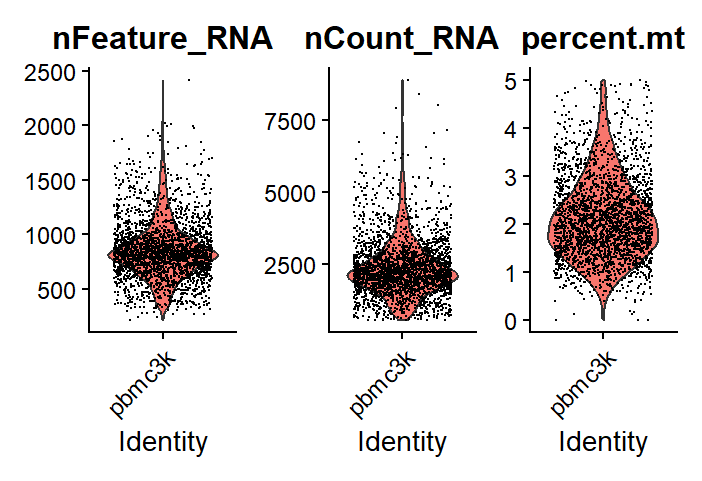 nFeature_RNA
2500
2000
1500
1000
500
pbmc3k
Identity
nCount_RNA
7500
5000
2500
pbmc3k
Identity
percent.mt
5
4
3
2
1
0
pbmc3k
Identity